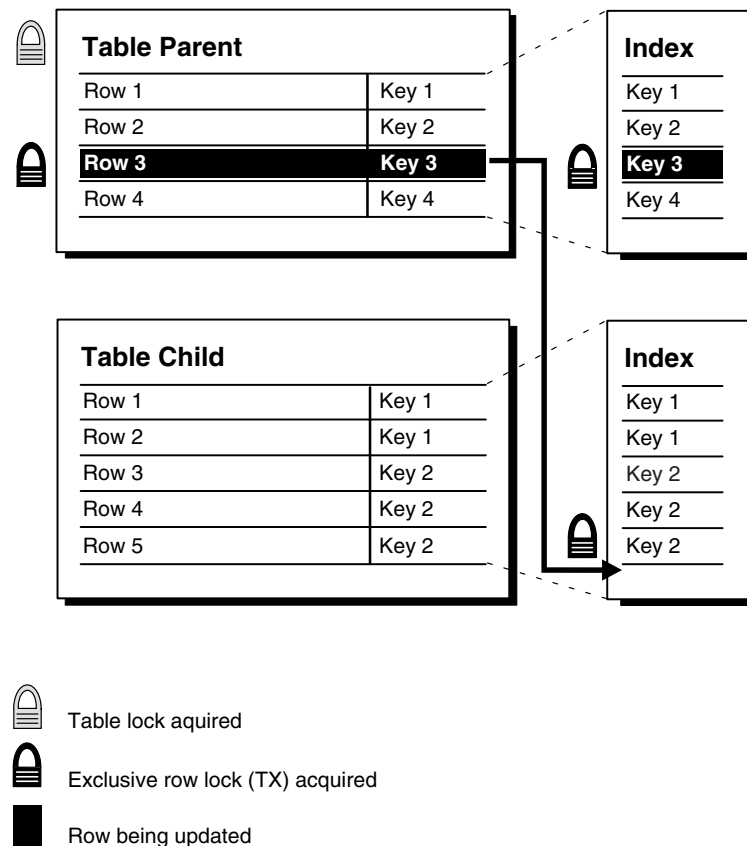 Table Parent
Row 1 Key 1
Row 2 Key 2
Row 3 Key 3
Row 4 Key 4
Index
Key 1
Key 2
Key 3
Key 4
Table Child
Row 1 Key 1
Row 2 Key 1
Row 3 Key 2
Row 4 Key 2
Row 5 Key 2
Index
Key 1
Key 1
Key 2
Key 2
Key 2
Table lock aquired
Exclusive row lock (TX) acquired
Row being updated